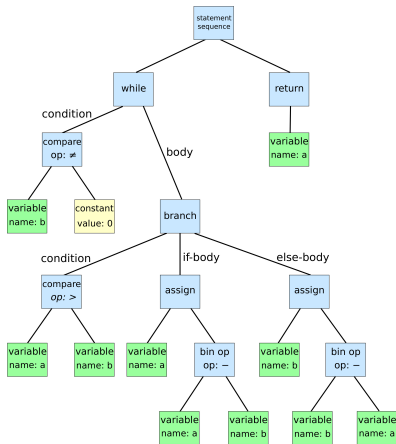 statement
sequence
while
return
condition
body
compare
op: ≠
variable
name: a
variable
name: b
constant
value: 0
branch
condition
if-body
else-body
compare
op: >
assign
assign
variable
name: a
variable
name: b
variable
name: a
bin op
op: −
variable
name: b
bin op
op: −
variable
name: a
variable
name: b
variable
name: b
variable
name: a